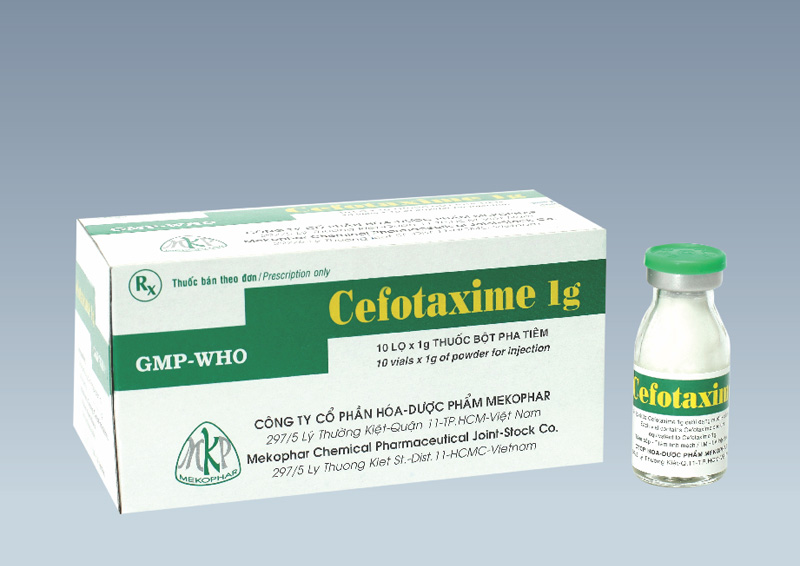 Cefotaxime 1g
GMP-WHO
MKP
Rx
Thuốc bán theo đơn / Prescription only
Cefotaxime 1g
10 LỌ x 1g THUỐC BỘT PHA TIÊM
10 vials x 1g of powder for injection
GMP-WHO
CÔNG TY CỔ PHẦN HÓA-DƯỢC PHẨM MEKOPHAR
297/5 Lý Thường Kiệt-Quận 11-TP.HCM-Việt Nam
Mekophar Chemical Pharmaceutical Joint-Stock Co.
297/5 Ly Thuong Kiet St.-Dist.11-HCMC-Vietnam
MKP
MEKOPHAR
Cefotaxim